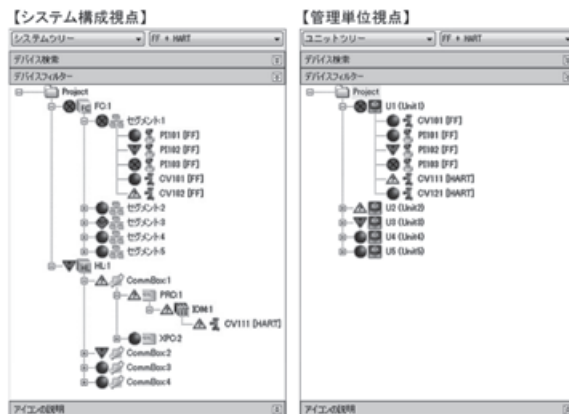 【システム構成視点】
システムツリー
FF + HART
デバイス検索
デバイスフィルター
Project
FC:1
セグメント:1
PI101 [FF]
PI102 [FF]
PI103 [FF]
CV101 [FF]
CV102 [FF]
セグメント:2
セグメント:3
セグメント:4
セグメント:5
HL:1
CommBox:1
PRO:1
IOM:1
CV111 [HART]
XPO:2
CommBox:2
CommBox:3
CommBox:4
アイコンの説明
【管理単位視点】
ユニットツリー
FF + HART
デバイス検索
デバイスフィルター
Project
U1 (Unit1)
CV101 [FF]
PI101 [FF]
PI102 [FF]
PI103 [FF]
CV111 [HART]
CV121 [HART]
U2 (Unit2)
U3 (Unit3)
U4 (Unit4)
U5 (Unit5)
アイコンの説明